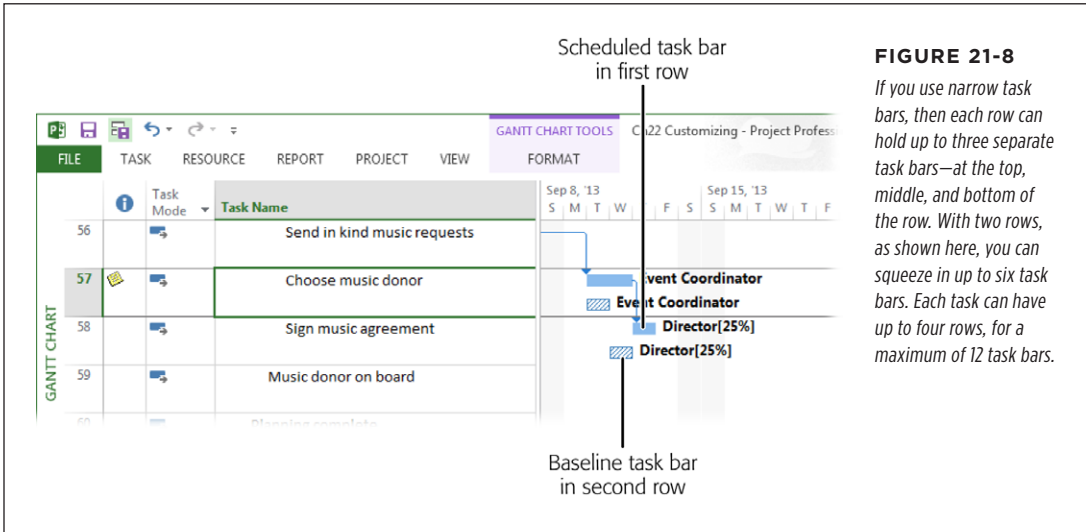 Scheduled task bar
in first row
FIGURE 21-8
If you use narrow task
bars, then each row can
hold up to three separate
task bars—at the top,
middle, and bottom of
the row. With two rows,
as shown here, you can
squeeze in up to six task
bars. Each task can have
up to four rows, for a
maximum of 12 task bars.
GANTT CHART TOOLS
Ch22 Customizing - Project Profess
FILE TASK RESOURCE REPORT PROJECT VIEW FORMAT
Task Mode Task Name
Sep 8, '13 Sep 15, '13
S M T W F S S M T W T F
56 Send in kind music requests
57 Choose music donor Event Coordinator
Event Coordinator
58 Sign music agreement Director[25%]
Director[25%]
59 Music donor on board
60 Planning complete
GANTT CHART
Baseline task bar
in second row